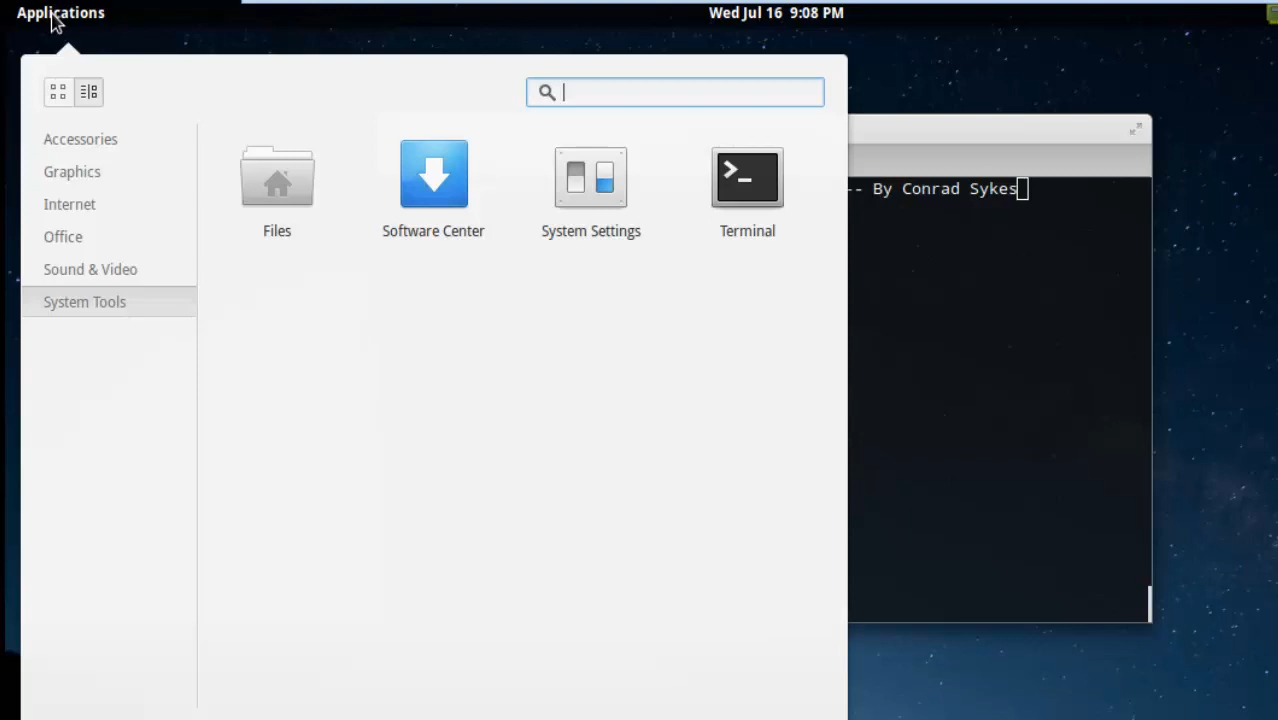 Applications
Wed Jul 16 9:08 PM
Accessories
Graphics
Internet
Office
Sound & Video
System Tools
Files
Software Center
System Settings
Terminal
-- By Conrad Sykes